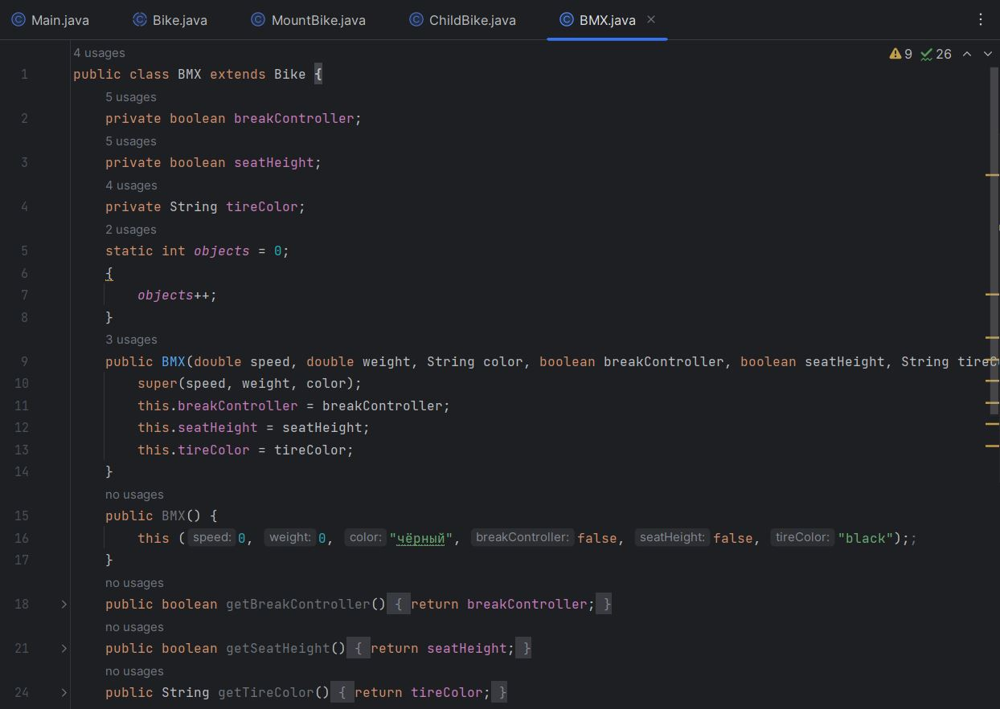 Main.java Bike.java MountBike.java ChildBike.java BMX.java
4 usages 9 26
1 public class BMX extends Bike {
5 usages
2 private boolean breakController;
5 usages
3 private boolean seatHeight;
4 usages
4 private String tireColor;
2 usages
5 static int objects = 0;
6 {
7 objects++;
8 }
3 usages
9 public BMX(double speed, double weight, String color, boolean breakController, boolean seatHeight, String tireC
10 super(speed, weight, color);
11 this.breakController = breakController;
12 this.seatHeight = seatHeight;
13 this.tireColor = tireColor;
14 }
no usages
15 public BMX() {
16 this ( speed: 0, weight: 0, color: "чёрный", breakController: false, seatHeight: false, tireColor: "black");;
17 }
no usages
18 public boolean getBreakController() { return breakController; }
no usages
21 public boolean getSeatHeight() { return seatHeight; }
no usages
24 public String getTireColor() { return tireColor; }